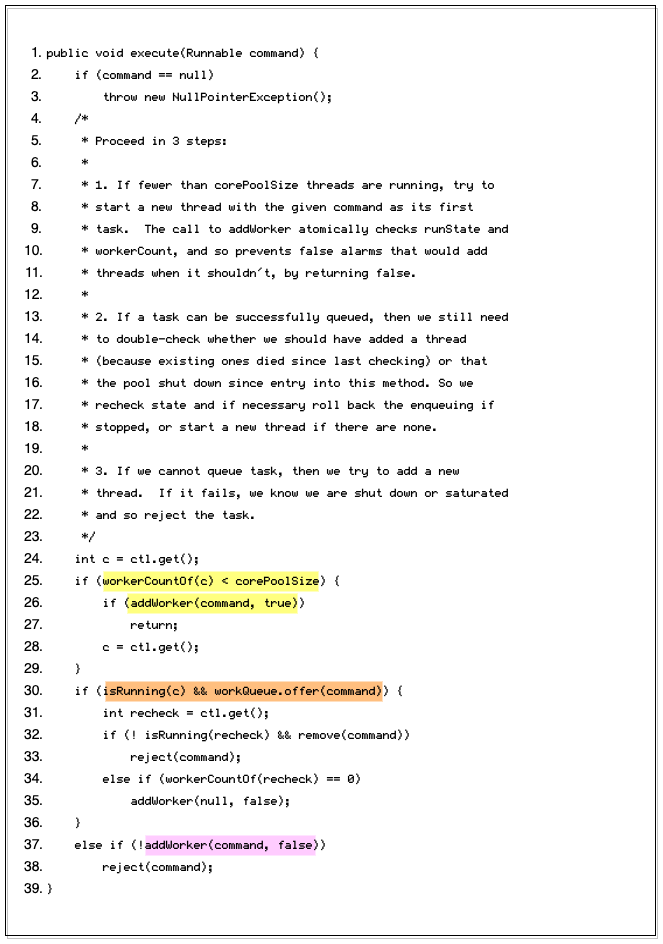 1. public void execute(Runnable command) {
2.     if (command == null)
3.         throw new NullPointerException();
4.     /*
5.      * Proceed in 3 steps:
6.      *
7.      * 1. If fewer than corePoolSize threads are running, try to
8.      * start a new thread with the given command as its first
9.      * task.  The call to addWorker atomically checks runState and
10.      * workerCount, and so prevents false alarms that would add
11.      * threads when it shouldn´t, by returning false.
12.      *
13.      * 2. If a task can be successfully queued, then we still need
14.      * to double-check whether we should have added a thread
15.      * (because existing ones died since last checking) or that
16.      * the pool shut down since entry into this method. So we
17.      * recheck state and if necessary roll back the enqueuing if
18.      * stopped, or start a new thread if there are none.
19.      *
20.      * 3. If we cannot queue task, then we try to add a new
21.      * thread.  If it fails, we know we are shut down or saturated
22.      * and so reject the task.
23.      */
24.     int c = ctl.get();
25.     if (workerCountOf(c) < corePoolSize) {
26.         if (addWorker(command, true))
27.             return;
28.         c = ctl.get();
29.     }
30.     if (isRunning(c) && workQueue.offer(command)) {
31.         int recheck = ctl.get();
32.         if (! isRunning(recheck) && remove(command))
33.             reject(command);
34.         else if (workerCountOf(recheck) == 0)
35.             addWorker(null, false);
36.     }
37.     else if (!addWorker(command, false))
38.         reject(command);
39. }